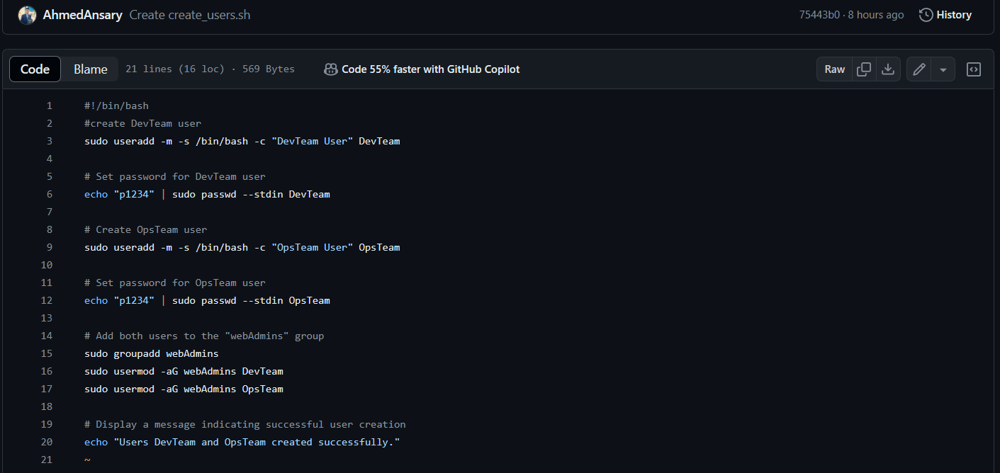 AhmedAnsary Create create_users.sh 75443b0 · 8 hours ago History
Code Blame 21 lines (16 loc) · 569 Bytes Code 55% faster with GitHub Copilot Raw
1 #!/bin/bash
2 #create DevTeam user
3 sudo useradd -m -s /bin/bash -c "DevTeam User" DevTeam
4
5 # Set password for DevTeam user
6 echo "p1234" | sudo passwd --stdin DevTeam
7
8 # Create OpsTeam user
9 sudo useradd -m -s /bin/bash -c "OpsTeam User" OpsTeam
10
11 # Set password for OpsTeam user
12 echo "p1234" | sudo passwd --stdin OpsTeam
13
14 # Add both users to the "webAdmins" group
15 sudo groupadd webAdmins
16 sudo usermod -aG webAdmins DevTeam
17 sudo usermod -aG webAdmins OpsTeam
18
19 # Display a message indicating successful user creation
20 echo "Users DevTeam and OpsTeam created successfully."
21 ~